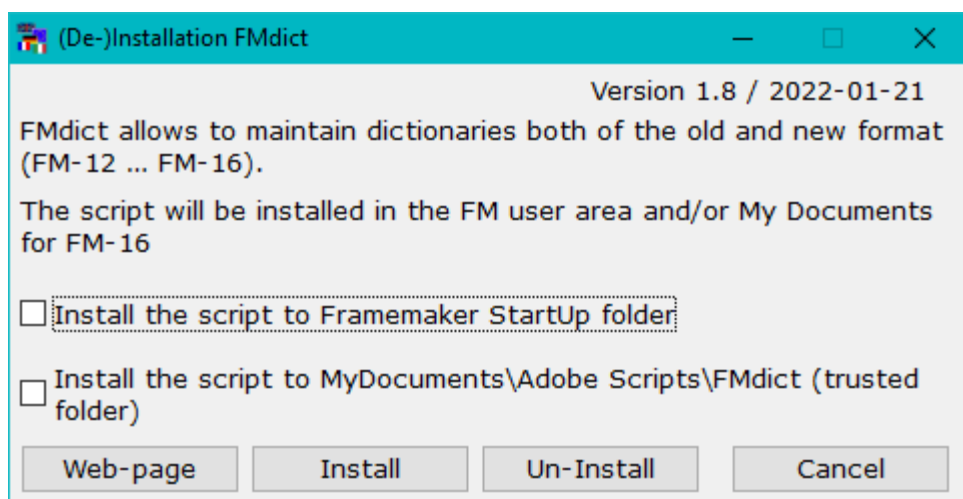 (De-)Installation FMdict
Version 1.8 / 2022-01-21
FMdict allows to maintain dictionaries both of the old and new format
(FM-12 ... FM-16).
The script will be installed in the FM user area and/or My Documents
for FM-16
Install the script to Framemaker StartUp folder
Install the script to MyDocuments\Adobe Scripts\FMdict (trusted
folder)
Web-page Install Un-Install Cancel